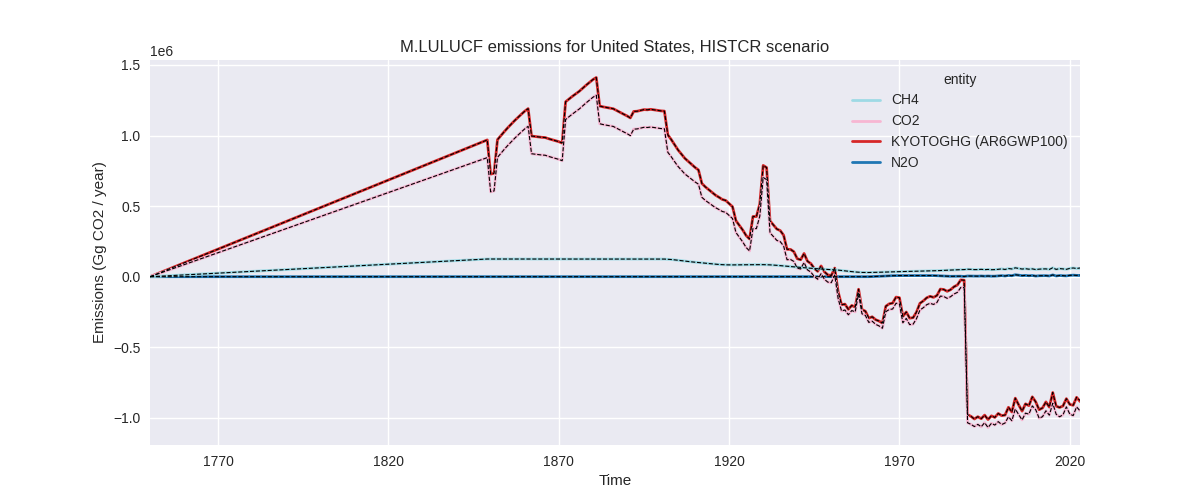 M.LULUCF emissions for United States, HISTCR scenario
1e6
1.5
1.0
0.5
0.0
−0.5
−1.0
Emissions (Gg CO2 / year)
entity
CH4
CO2
KYOTOGHG (AR6GWP100)
N2O
1770
1820
1870
1920
1970
2020
Time